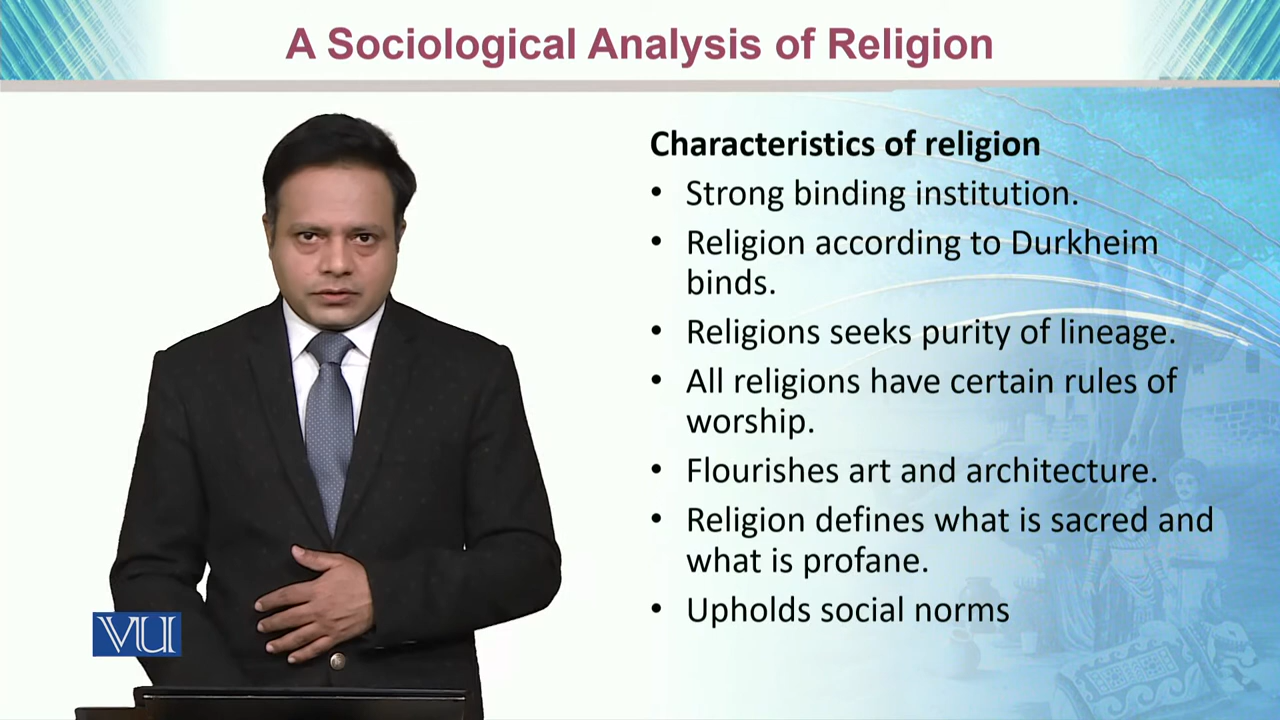 A Sociological Analysis of Religion
Characteristics of religion
• Strong binding institution.
• Religion according to Durkheim
binds.
• Religions seeks purity of lineage.
• All religions have certain rules of
worship.
• Flourishes art and architecture.
• Religion defines what is sacred and
what is profane.
• Upholds social norms
VU